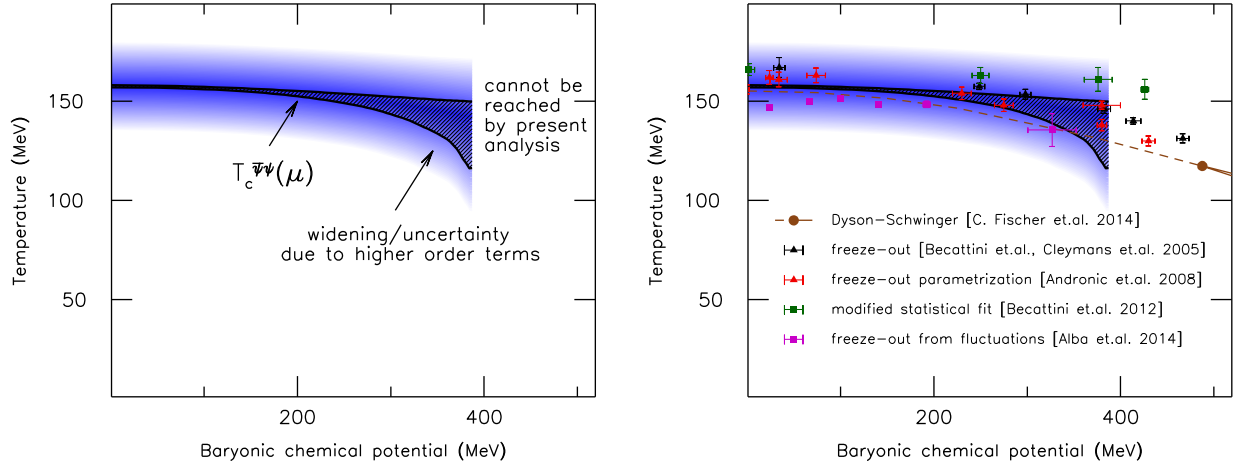 cannot be
reached
by present
analysis
T_c^ψ̄ψ(μ)
widening/uncertainty
due to higher order terms
150
100
50
200
400
Temperature (MeV)
Baryonic chemical potential (MeV)
150
100
50
200
400
Temperature (MeV)
Baryonic chemical potential (MeV)
Dyson–Schwinger [C. Fischer et.al. 2014]
freeze–out [Becattini et.al., Cleymans et.al. 2005]
freeze–out parametrization [Andronic et.al. 2008]
modified statistical fit [Becattini et.al. 2012]
freeze–out from fluctuations [Alba et.al. 2014]